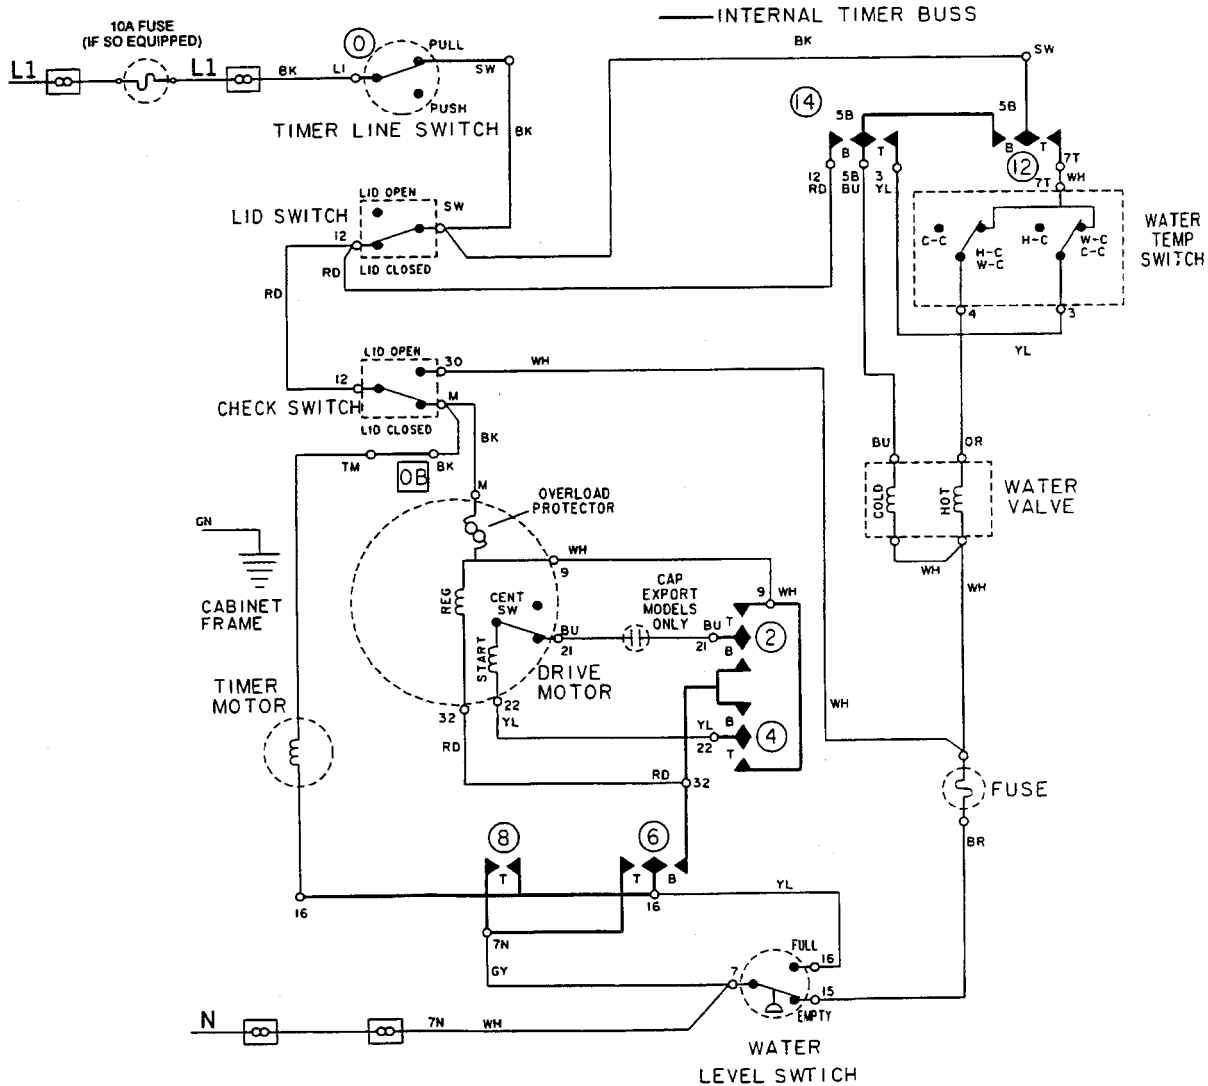 INTERNAL TIMER BUSS
10A FUSE
(IF SO EQUIPPED)
L1
L1
BK
L1
0
PULL
PUSH
SW
BK
TIMER LINE SWITCH
BK
SW
14
5B
5B
B
T
B
T
12
RD
5B
BU
3
YL
12
7T
WH
7T
LID SWITCH
LID OPEN
SW
12
LID CLOSED
RD
RD
C-C
H-C
W-C
H-C
W-C
C-C
WATER
TEMP
SWITCH
4
3
YL
LID OPEN
30
WH
12
CHECK SWITCH
M
LID CLOSED
BK
TM
BK
OB
M
BU
OR
COLD
HOT
WATER
VALVE
WH
WH
GN
CABINET
FRAME
OVERLOAD
PROTECTOR
WH
9
REG
CENT
SW
START
BU
21
CAP
EXPORT
MODELS
ONLY
BU
21
9
WH
T
2
B
DRIVE
MOTOR
32
22
YL
RD
YL
22
B
4
T
RD
32
WH
TIMER
MOTOR
FUSE
BR
8
T
6
T
B
16
16
YL
7N
GY
FULL
16
7
15
EMPTY
N
7N
WH
WATER
LEVEL SWTICH